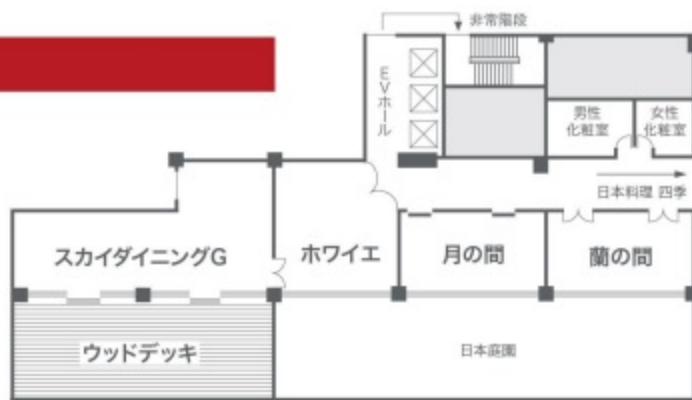 非常階段
EVホール
男性
化粧室
女性
化粧室
日本料理 四季
スカイダイニングG
ホワイエ
月の間
蘭の間
ウッドデッキ
日本庭園